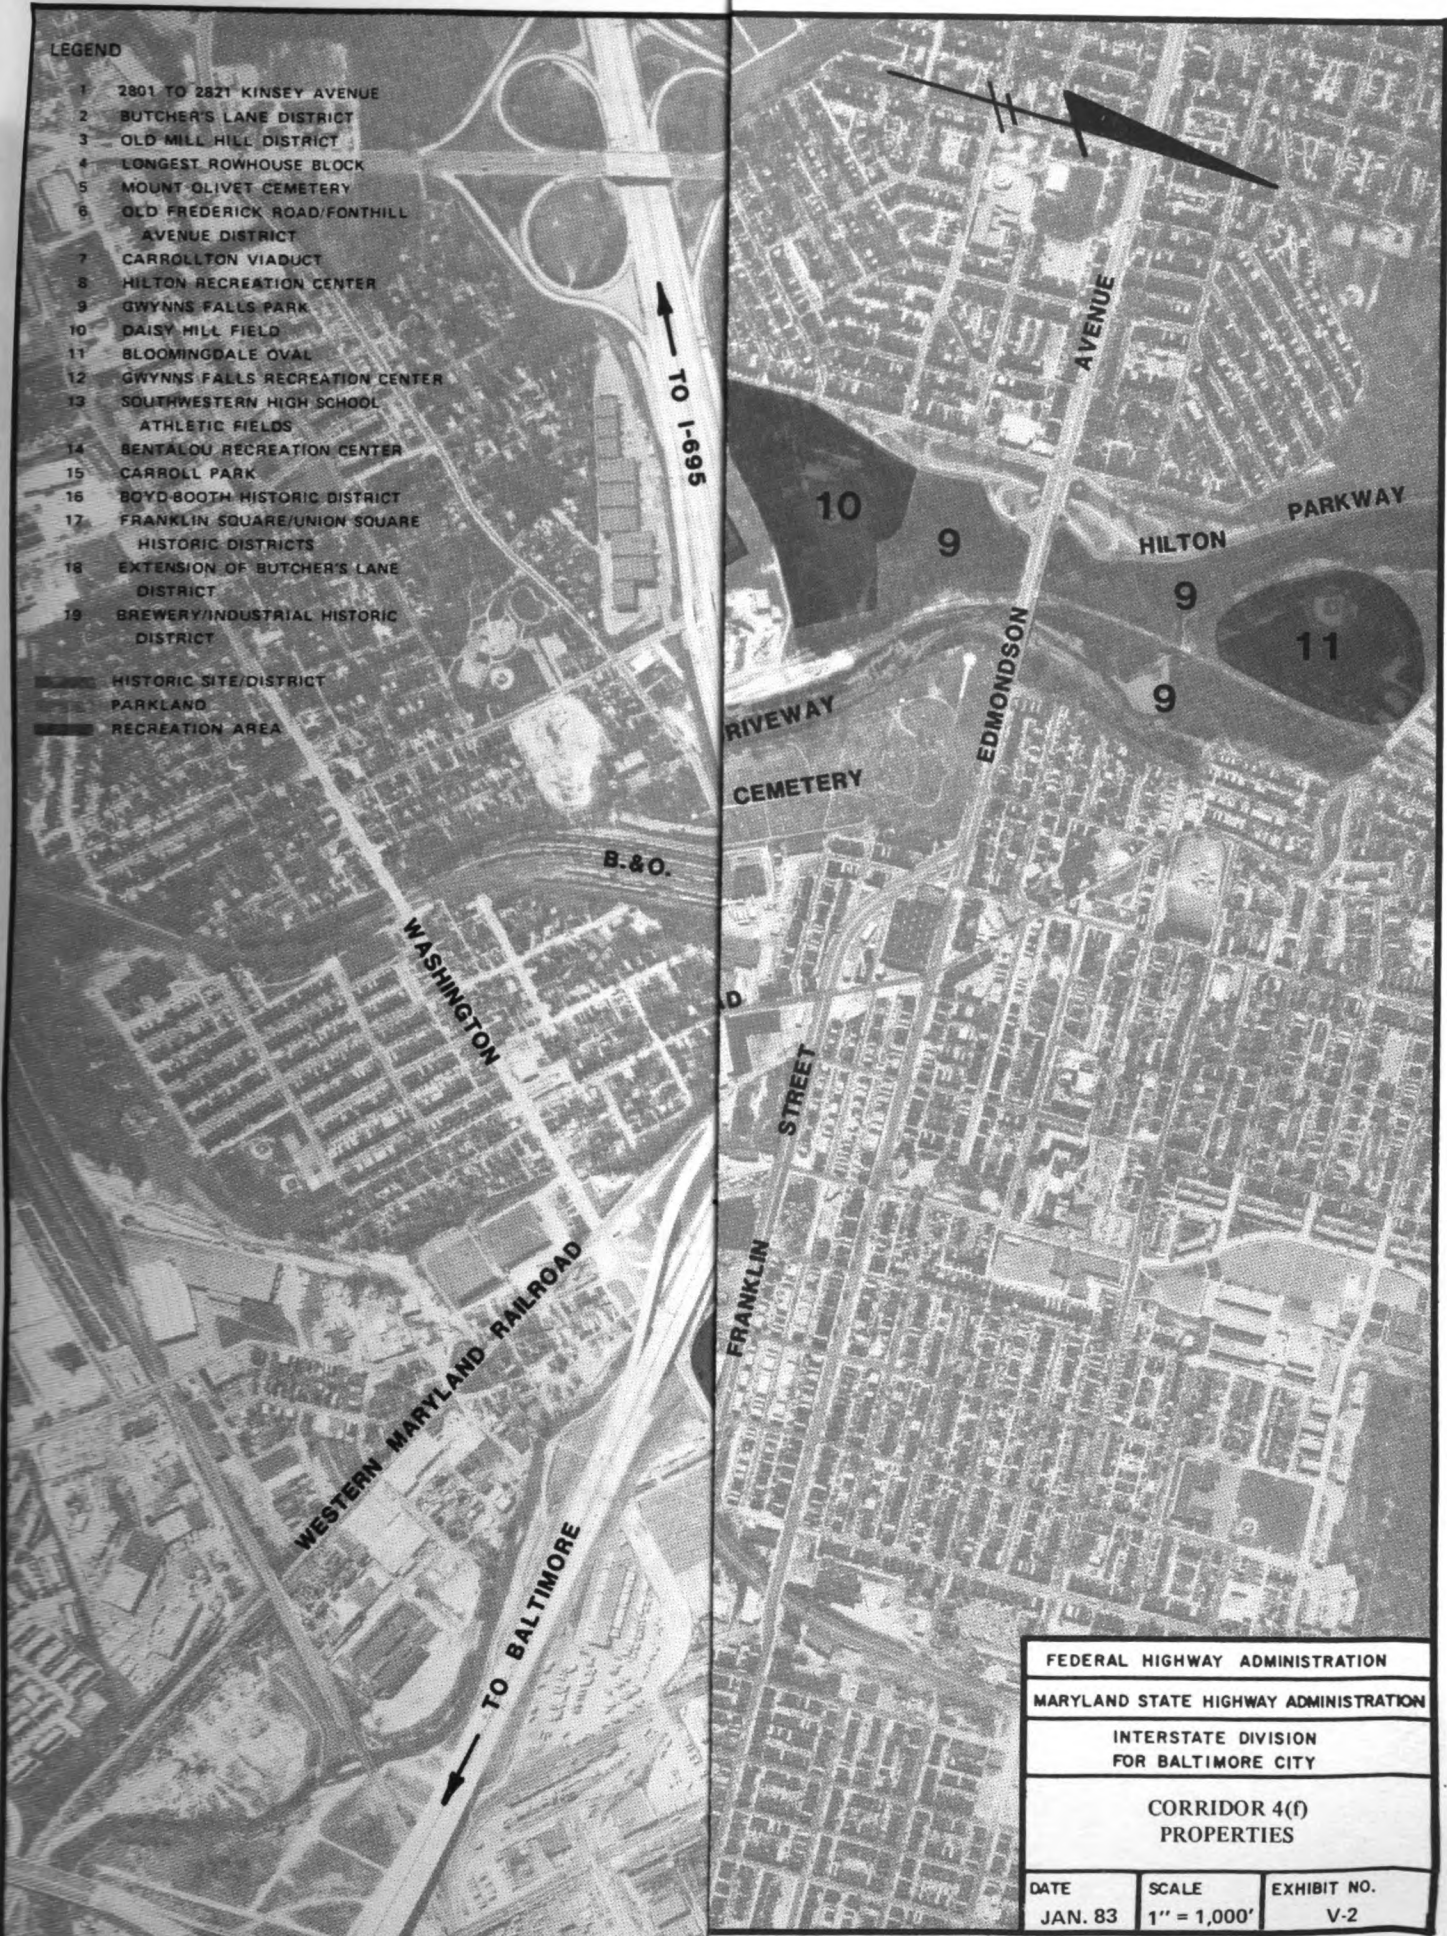 LEGEND
1 2801 TO 2821 KINSEY AVENUE
2 BUTCHER'S LANE DISTRICT
3 OLD MILL HILL DISTRICT
4 LONGEST ROWHOUSE BLOCK
5 MOUNT OLIVET CEMETERY
6 OLD FREDERICK ROAD/FONTHILL
AVENUE DISTRICT
7 CARROLLTON VIADUCT
8 HILTON RECREATION CENTER
9 GWYNNS FALLS PARK
10 DAISY HILL FIELD
11 BLOOMINGDALE OVAL
12 GWYNNS FALLS RECREATION CENTER
13 SOUTHWESTERN HIGH SCHOOL
ATHLETIC FIELDS
14 BENTALOU RECREATION CENTER
15 CARROLL PARK
16 BOYD-BOOTH HISTORIC DISTRICT
17 FRANKLIN SQUARE/UNION SQUARE
HISTORIC DISTRICTS
18 EXTENSION OF BUTCHER'S LANE
DISTRICT
19 BREWERY/INDUSTRIAL HISTORIC
DISTRICT
HISTORIC SITE/DISTRICT
PARKLAND
RECREATION AREA
TO I-695
AVENUE
10
9
HILTON PARKWAY
9
11
9
EDMONDSON
RIVEWAY
CEMETERY
B.&O.
WASHINGTON
AD
STREET
FRANKLIN
WESTERN MARYLAND RAILROAD
TO BALTIMORE
FEDERAL HIGHWAY ADMINISTRATION
MARYLAND STATE HIGHWAY ADMINISTRATION
INTERSTATE DIVISION
FOR BALTIMORE CITY
CORRIDOR 4(f)
PROPERTIES
DATE
JAN. 83
SCALE
1" = 1,000'
EXHIBIT NO.
V-2